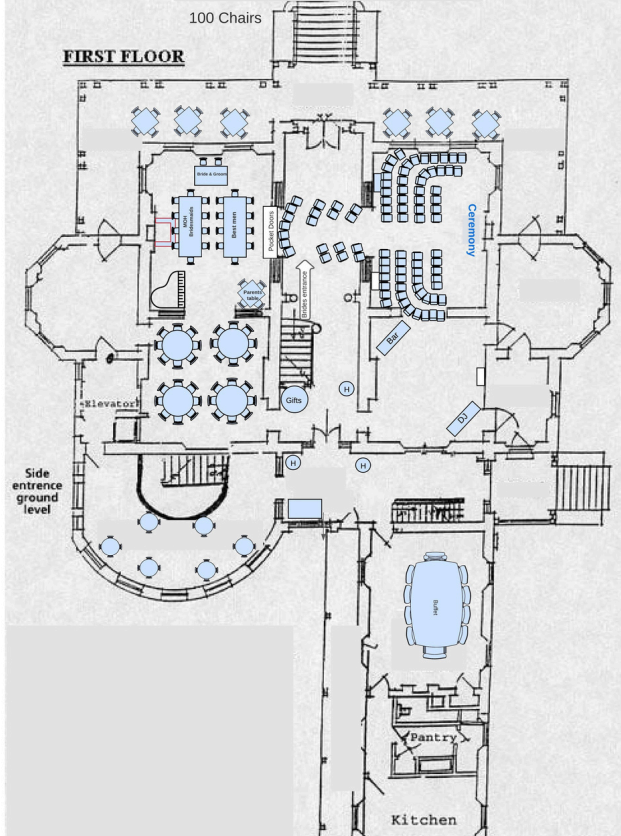 100 Chairs
FIRST FLOOR
Bride & Groom
MOH
Bridesmaids
Best men
Pocket Doors
Ceremony
Brides entrance
Parents
table
Bar
Gifts
H
DJ
Elevator
H
H
Side
entrence
ground
level
Buffet
Pantry
Kitchen